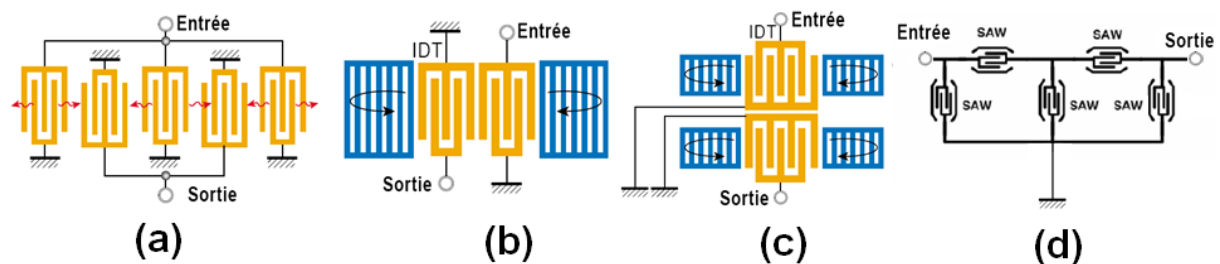 Entrée
Sortie
(a)
IDT
Entrée
Sortie
(b)
IDT
Entrée
Sortie
(c)
Entrée
SAW
SAW
Sortie
SAW
SAW
SAW
(d)